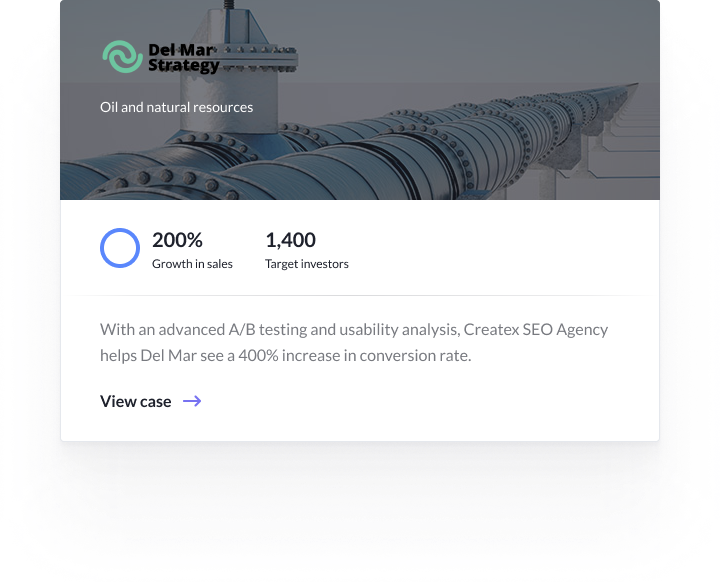 Del Mar
Strategy
Oil and natural resources
200%
Growth in sales
1,400
Target investors
With an advanced A/B testing and usability analysis, Createx SEO Agency
helps Del Mar see a 400% increase in conversion rate.
View case